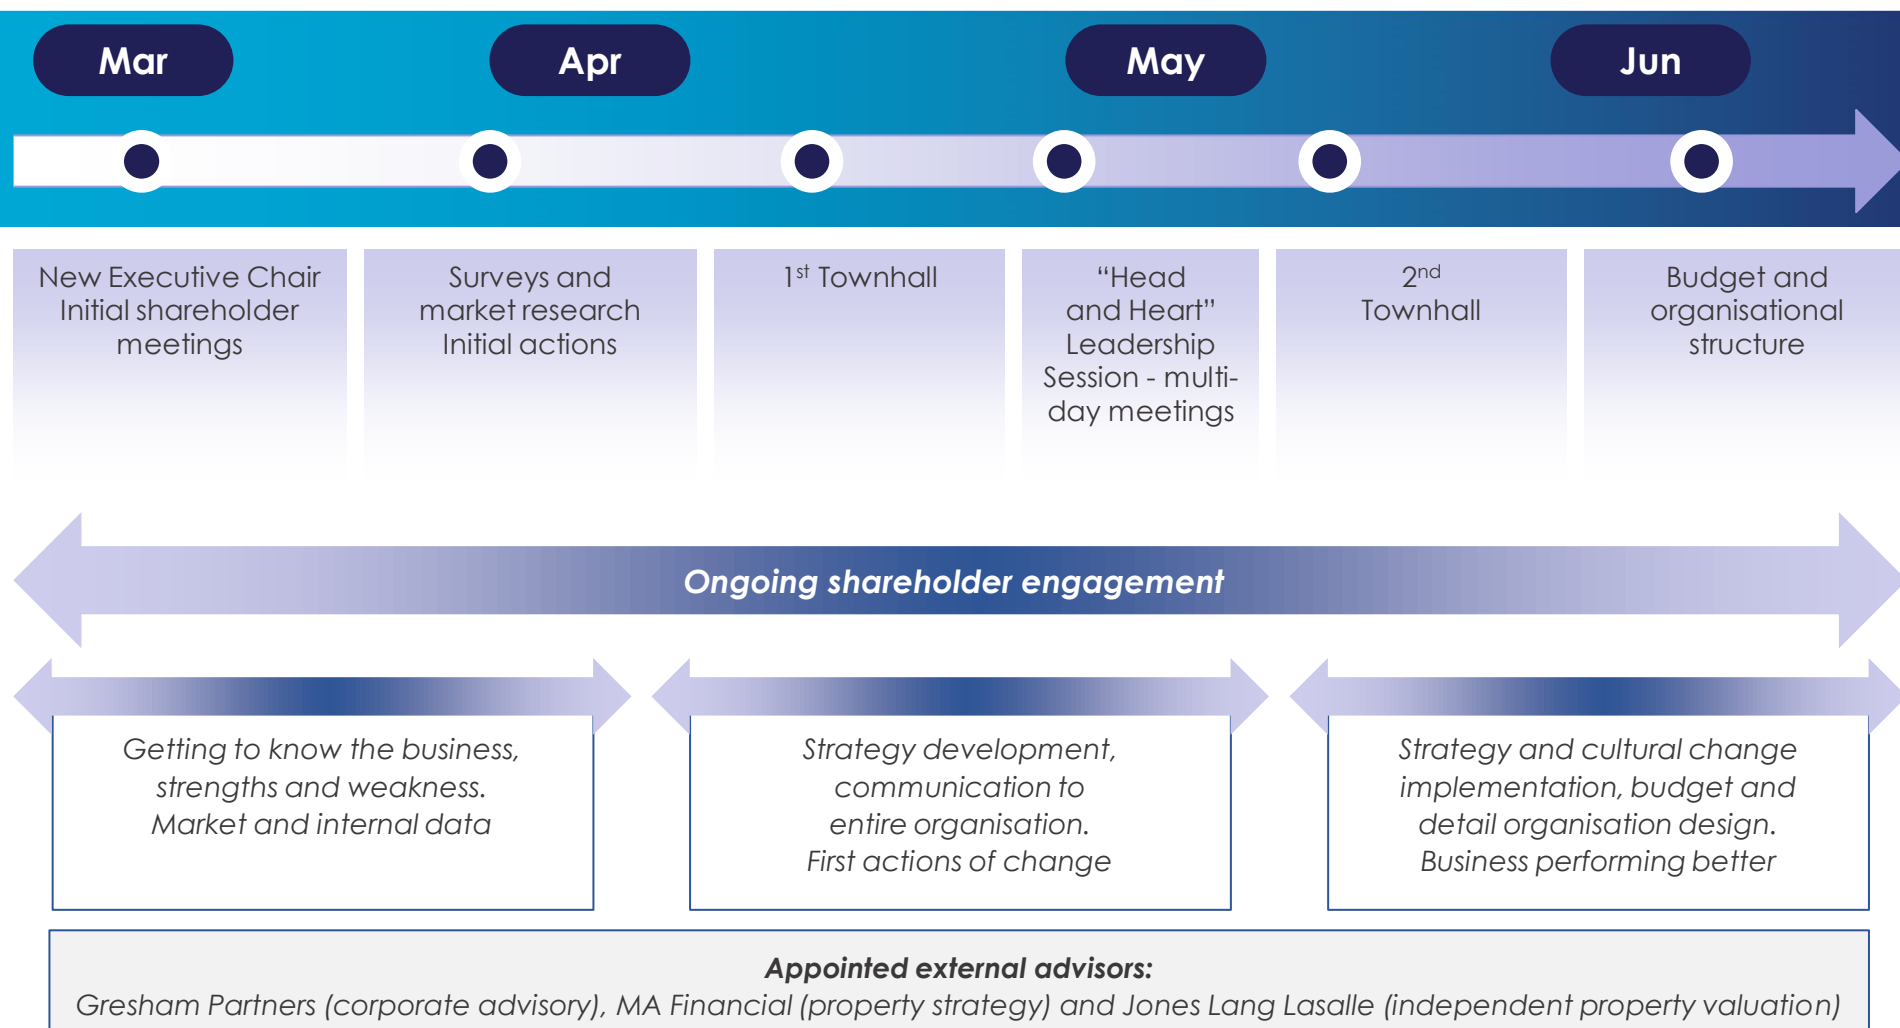 Mar
Apr
May
Jun
New Executive Chair
Initial shareholder
meetings
Surveys and
market research
Initial actions
1st Townhall
“Head
and Heart”
Leadership
Session - multi-
day meetings
2nd
Townhall
Budget and
organisational
structure
Ongoing shareholder engagement
Getting to know the business,
strengths and weakness.
Market and internal data
Strategy development,
communication to
entire organisation.
First actions of change
Strategy and cultural change
implementation, budget and
detail organisation design.
Business performing better
Appointed external advisors:
Gresham Partners (corporate advisory), MA Financial (property strategy) and Jones Lang Lasalle (independent property valuation)